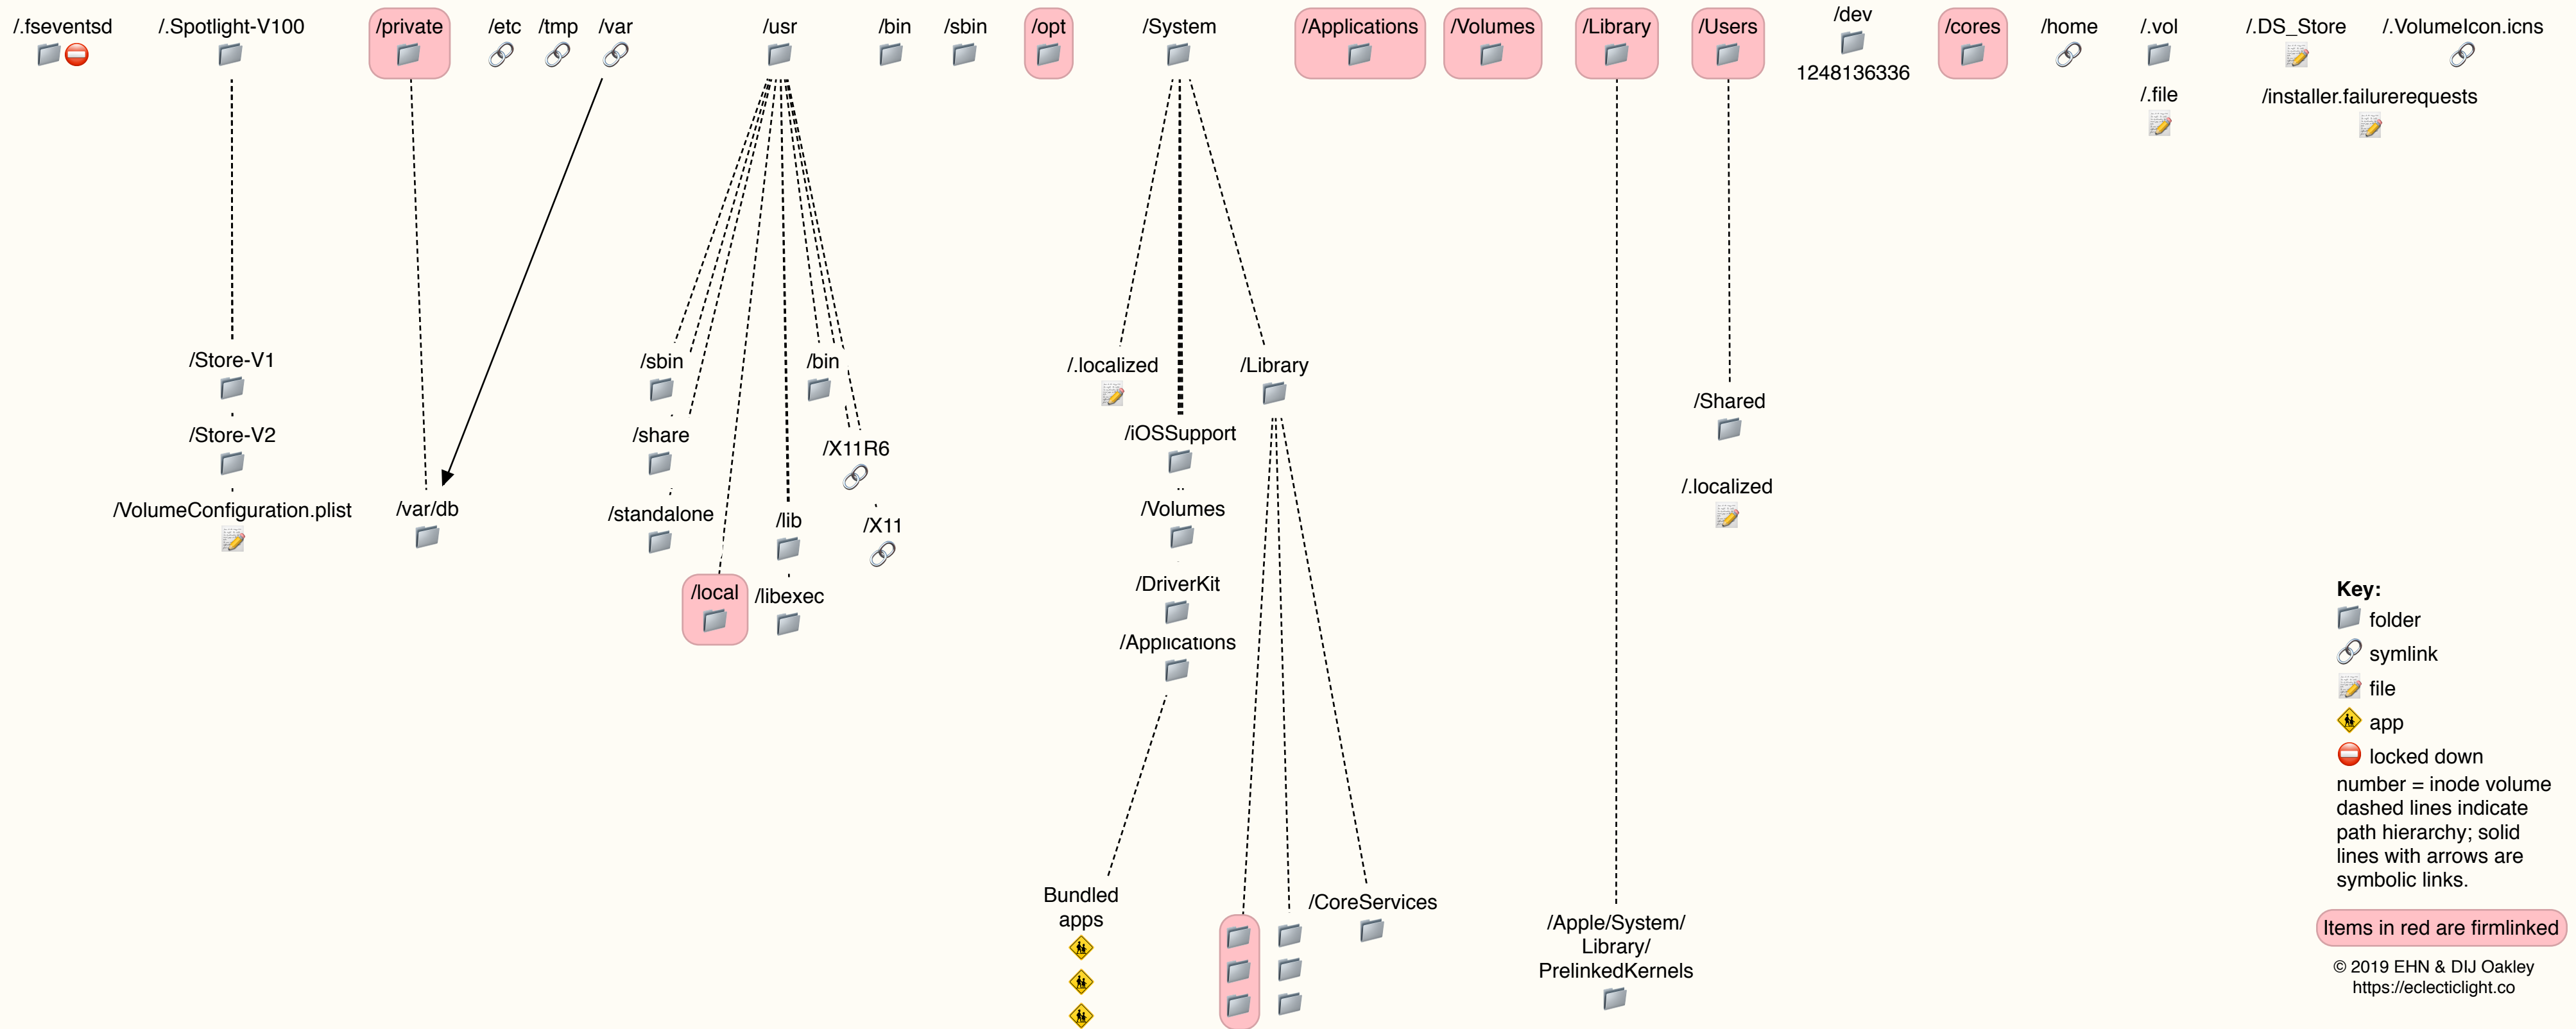 /.fseventsd
/.Spotlight-V100
/private
/etc
/tmp
/var
/usr
/bin
/sbin
/opt
/System
/Applications
/Volumes
/Library
/Users
/dev
1248136336
/cores
/home
/.vol
/.file
/.DS_Store
/.VolumeIcon.icns
/installer.failurerequests
/Store-V1
/Store-V2
/VolumeConfiguration.plist
/var/db
/sbin
/share
/standalone
/local
/bin
/X11R6
/X11
/lib
/libexec
/.localized
/Library
/iOSSupport
/Volumes
/DriverKit
/Applications
Bundled
apps
/CoreServices
/Apple/System/
Library/
PrelinkedKernels
/Shared
/.localized
Key:
folder
symlink
file
app
locked down
number = inode volume
dashed lines indicate
path hierarchy; solid
lines with arrows are
symbolic links.
Items in red are firmlinked
© 2019 EHN & DIJ Oakley
https://eclecticlight.co